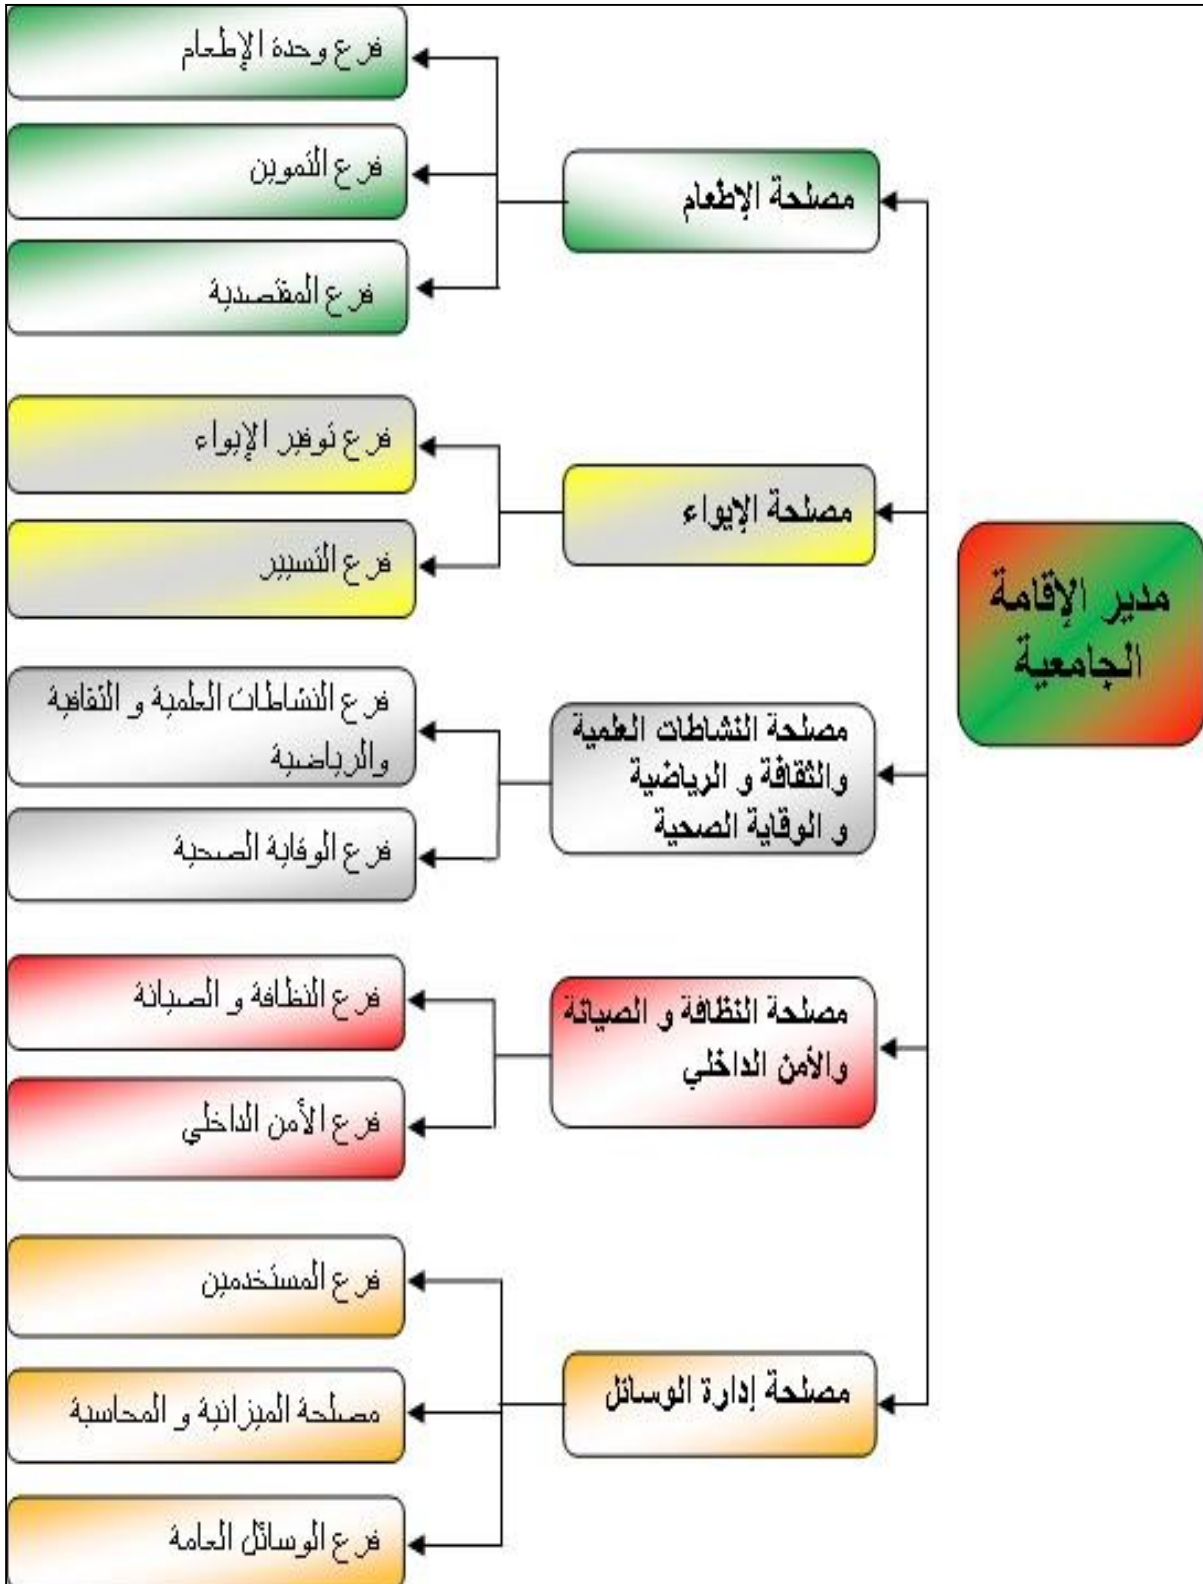 مدير الإقامة
الجامعية
مصلحة الإطعام
فرع وحدة الإطعام
فرع التموين
فرع المقتصدية
مصلحة الإيواء
فرع توفير الإيواء
فرع التسيير
مصلحة النشاطات العلمية
والثقافة و الرياضية
و الوقاية الصحية
فرع النشاطات العلمية و الثقافية
والرياضية
فرع الوقاية الصحية
مصلحة النظافة و الصيانة
والأمن الداخلي
فرع النظافة و الصيانة
فرع الأمن الداخلي
مصلحة إدارة الوسائل
فرع المستخدمين
مصلحة الميزانية و المحاسبة
فرع الوسائل العامة